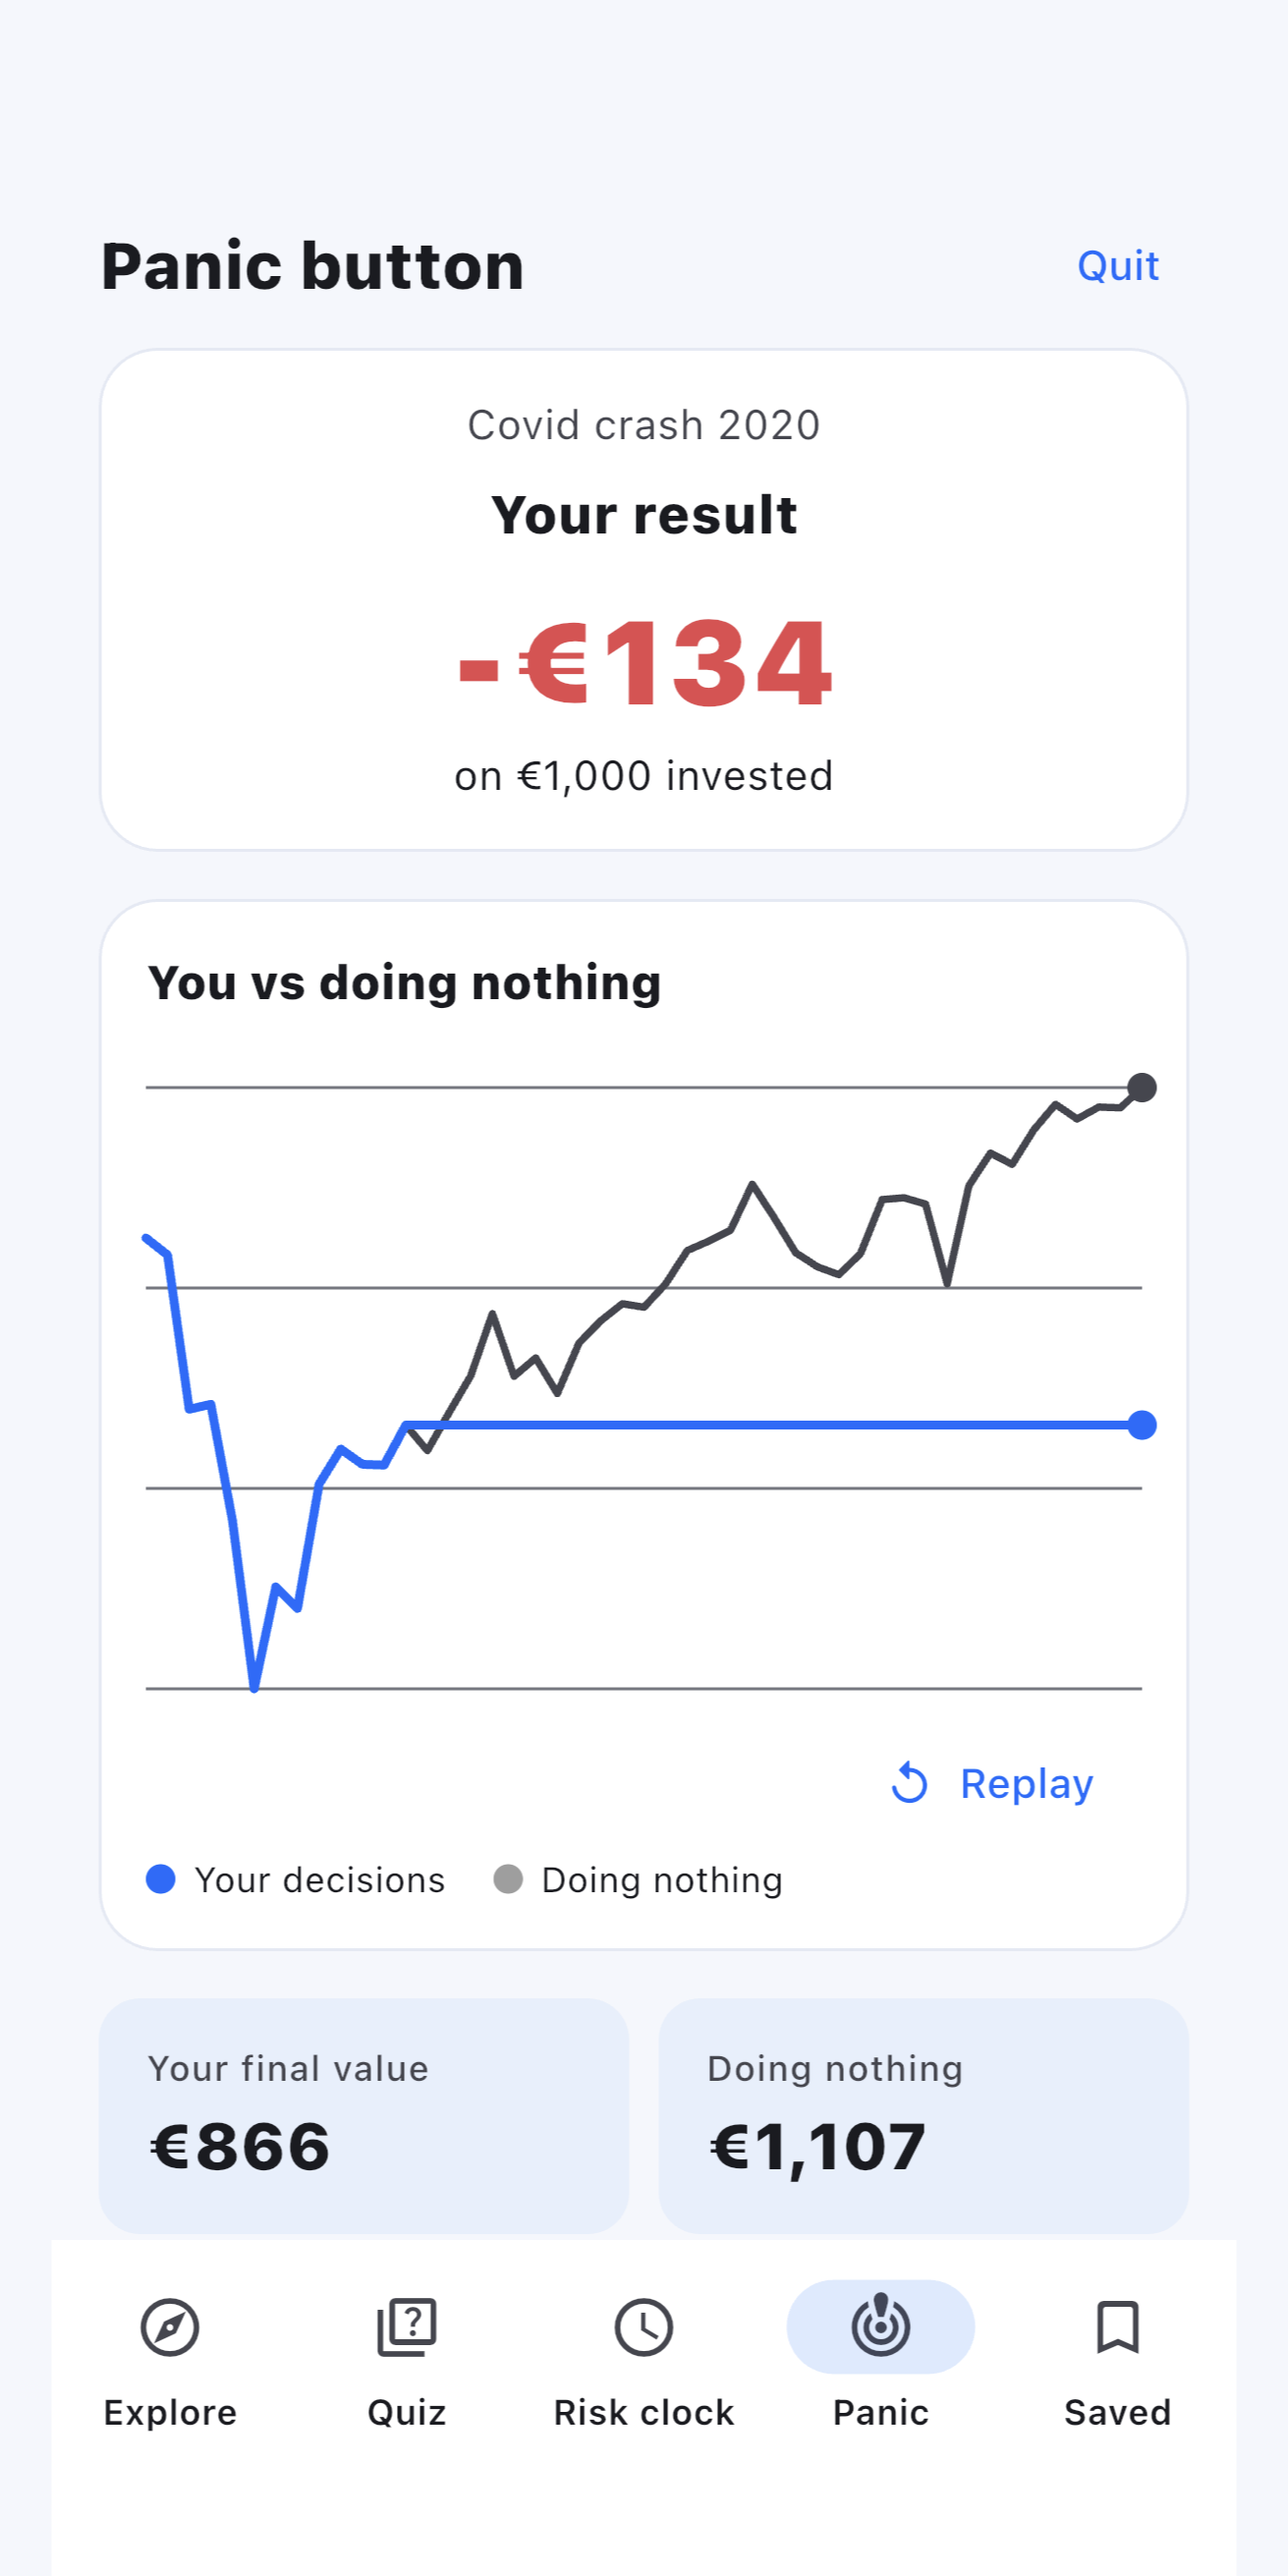 Panic button
Quit
Covid crash 2020
Your result
-€134
on €1,000 invested
You vs doing nothing
Replay
Your decisions
Doing nothing
Your final value
€866
Doing nothing
€1,107
Explore
Quiz
Risk clock
Panic
Saved